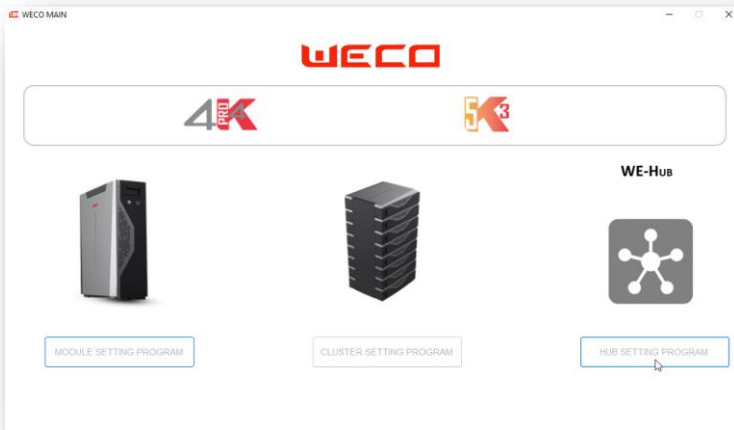 WECO MAIN
WECO
4K PRO
5K3
WE-HUB
MODULE SETTING PROGRAM
CLUSTER SETTING PROGRAM
HUB SETTING PROGRAM